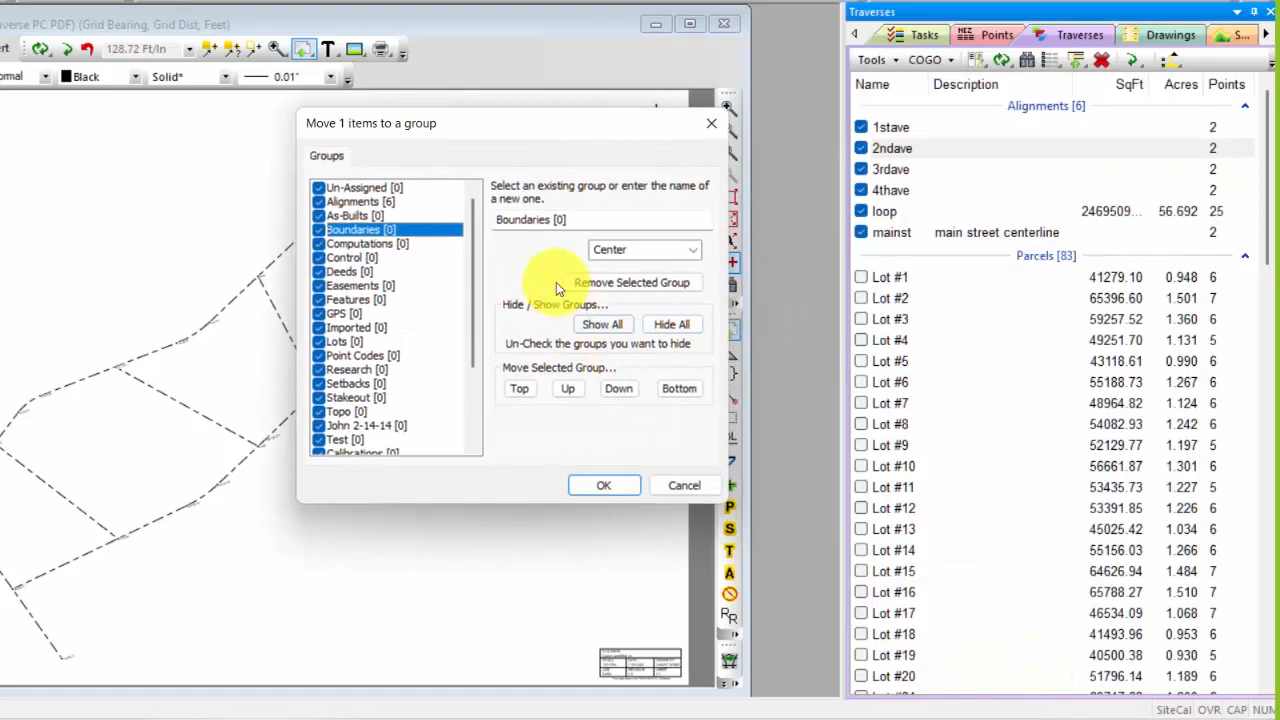 averse PC PDF) (Grid Bearing, Grid Dist, Feet)
Traverses
ert
128.72 Ft/In
T
Tasks
Points
Traverses
Drawings
S...
Tools
COGO
rmal
Black
Solid*
0.01"
Name
Description
SqFt
Acres
Points
Alignments [6]
1stave
2
2ndave
2
3rdave
2
4thave
2
loop
2469509...
56.692
25
mainst
main street centerline
2
Parcels [83]
Lot #1
41279.10
0.948
6
Lot #2
65396.60
1.501
7
Lot #3
59257.52
1.360
6
Lot #4
49251.70
1.131
5
Lot #5
43118.61
0.990
6
Lot #6
55188.73
1.267
6
Lot #7
48964.82
1.124
6
Lot #8
54082.93
1.242
6
Lot #9
52129.77
1.197
5
Lot #10
56661.87
1.301
6
Lot #11
53435.73
1.227
6
Lot #12
53391.85
1.226
6
Lot #13
45025.42
1.034
6
Lot #14
55156.03
1.266
6
Lot #15
64626.94
1.484
7
Lot #16
65788.27
1.510
6
Lot #17
46534.09
1.068
7
Lot #18
41493.96
0.953
6
Lot #19
40500.38
0.930
6
Lot #20
51796.14
1.189
6
Move 1 items to a group
Groups
Un-Assigned [0]
Alignments [6]
As-Builts [0]
Boundaries [0]
Computations [0]
Control [0]
Deeds [0]
Easements [0]
Features [0]
GPS [0]
Imported [0]
Lots [0]
Point Codes [0]
Research [0]
Setbacks [0]
Stakeout [0]
Topo [0]
John 2-14-14 [0]
Test [0]
Calibrations [0]
Select an existing group or enter the name of
a new one.
Boundaries [0]
Center
Remove Selected Group
Hide / Show Groups...
Show All
Hide All
Un-Check the groups you want to hide
Move Selected Group...
Top
Up
Down
Bottom
OK
Cancel
P
S
T
A
R
R
SiteCal
OVR
CAP
NUM